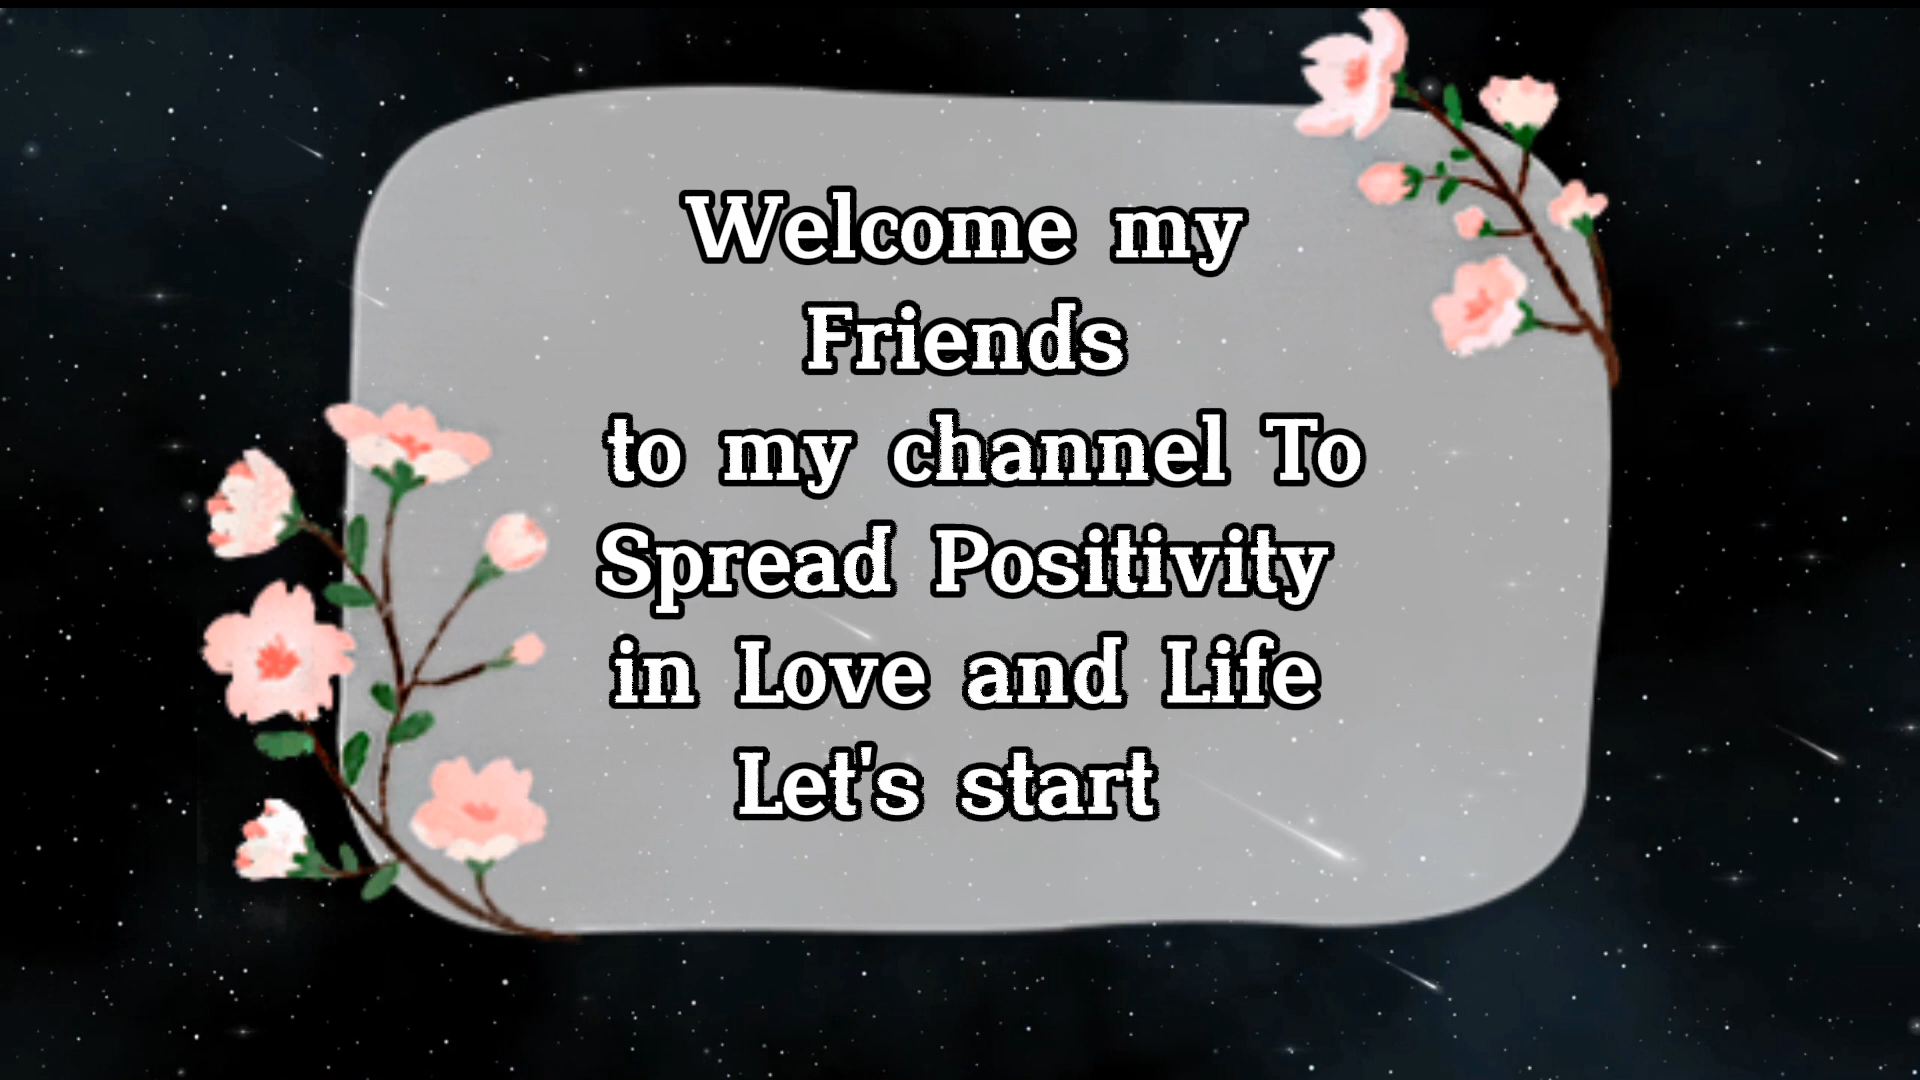 Welcome my
Friends
to my channel To
Spread Positivity
in Love and Life
Let's start